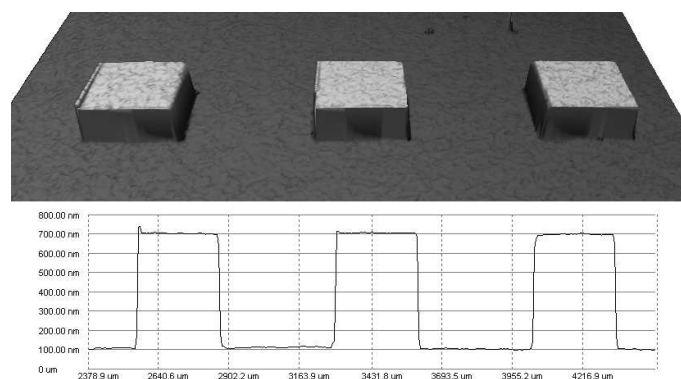 800.00 nm
700.00 nm
600.00 nm
500.00 nm
400.00 nm
300.00 nm
200.00 nm
100.00 nm
0 um
2378.9 um 2640.6 um 2902.2 um 3163.9 um 3431.8 um 3693.5 um 3955.2 um 4216.9 um